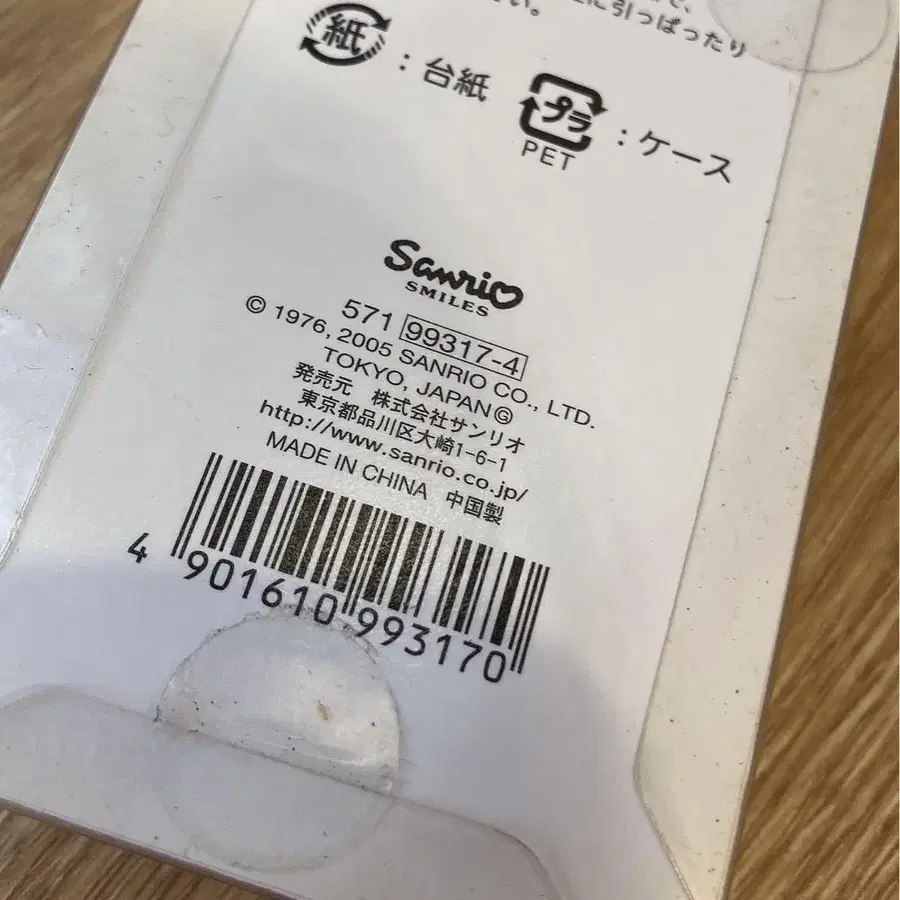 に引っぱったり
い。
紙 : 台紙 プラ PET : ケース
Sanrio
SMILES
571 99317-4
© 1976, 2005 SANRIO CO., LTD.
TOKYO, JAPAN Ⓖ
発売元 株式会社サンリオ
東京都品川区大崎1-6-1
http://www.sanrio.co.jp/
MADE IN CHINA 中国製
4 901610 993170